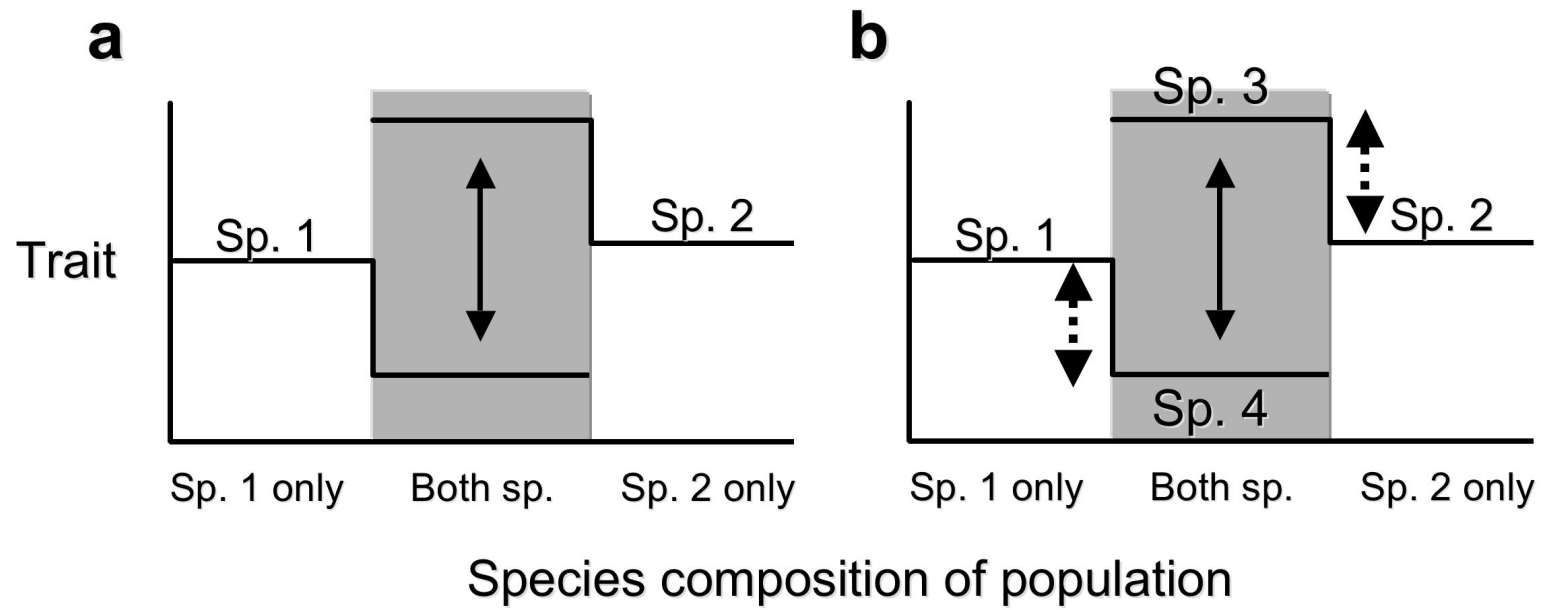 a
b
Sp. 3
Sp. 1
Sp. 2
Sp. 1
Sp. 2
Trait
Sp. 4
Sp. 1 only
Both sp.
Sp. 2 only
Sp. 1 only
Both sp.
Sp. 2 only
Species composition of population